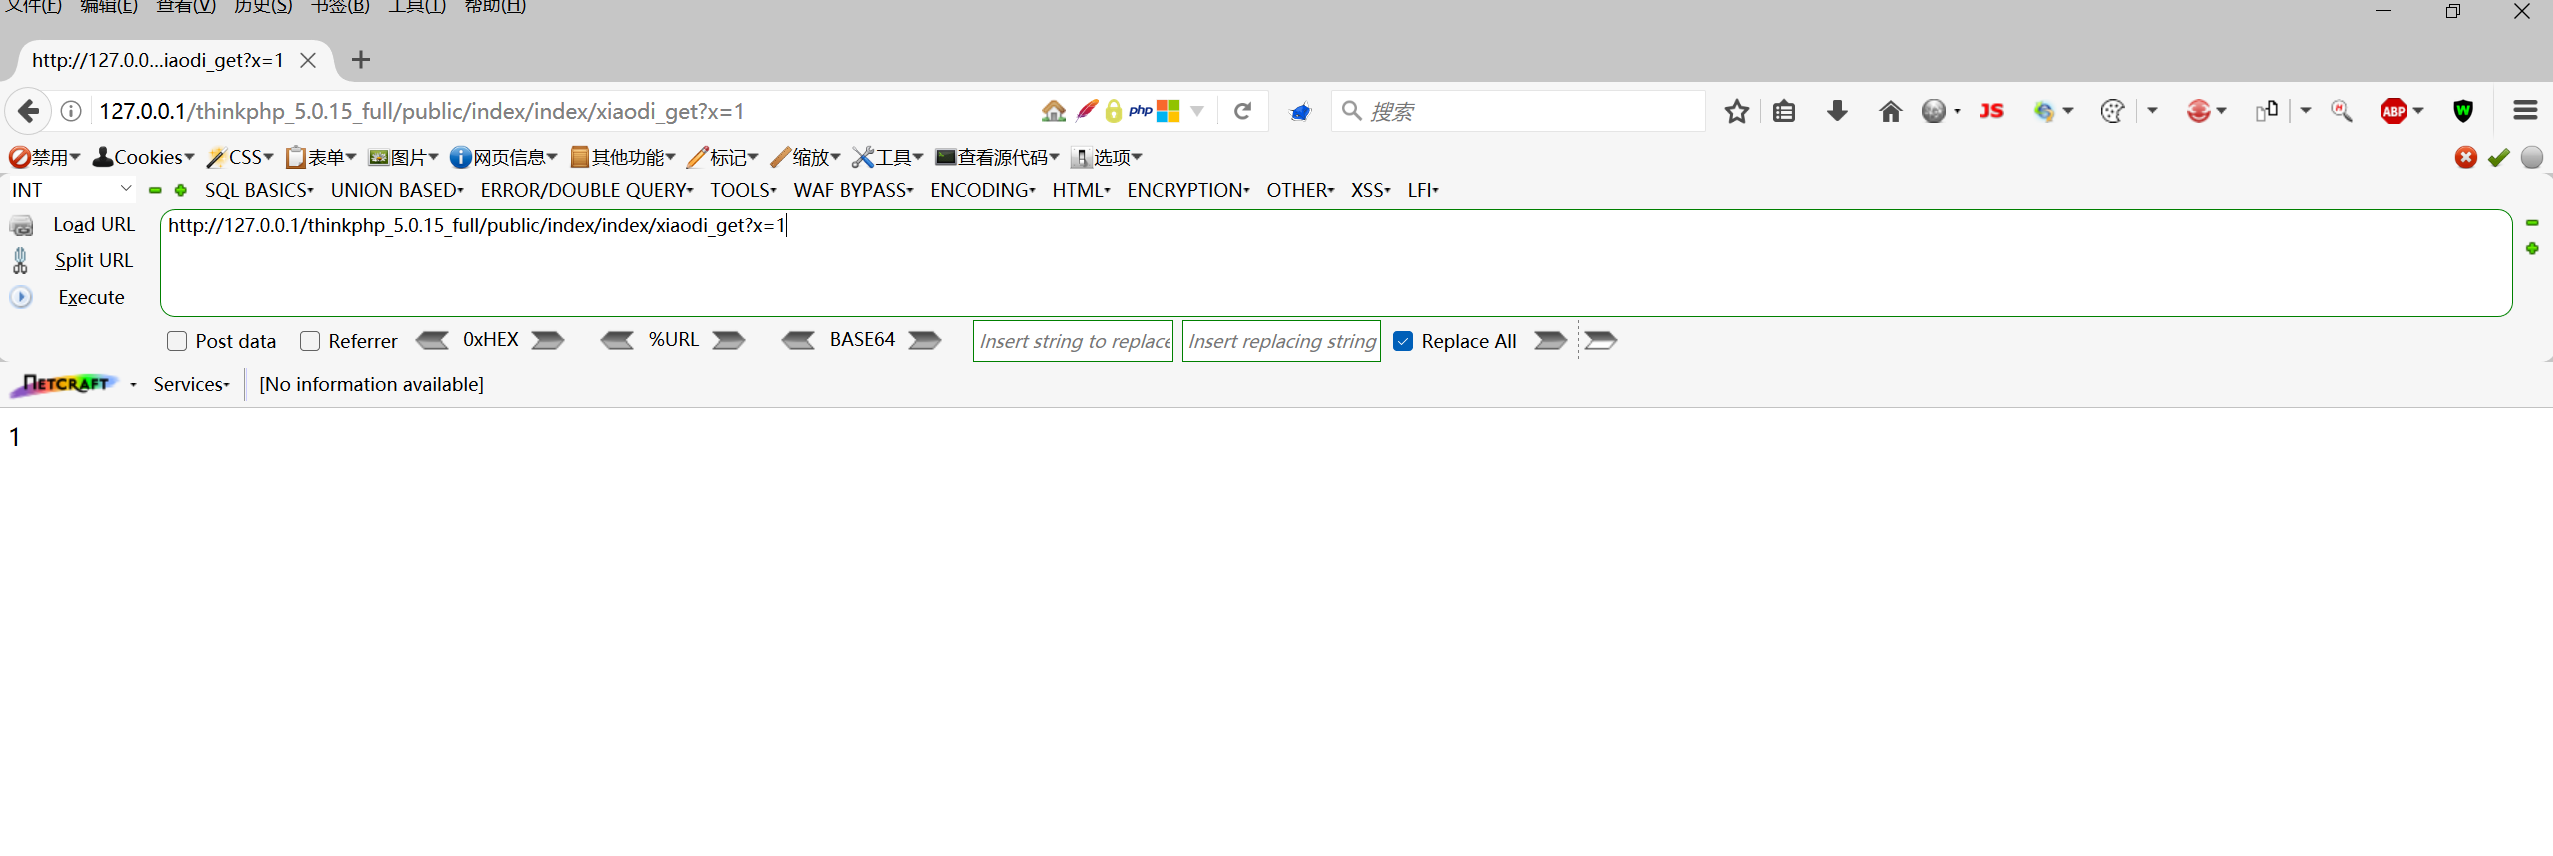 文件(F) 编辑(E) 查看(V) 历史(S) 书签(B) 工具(T) 帮助(H)
http://127.0.0...iaodi_get?x=1
127.0.0.1/thinkphp_5.0.15_full/public/index/index/xiaodi_get?x=1 php 搜索 JS ABP W
禁用 Cookies CSS 表单 图片 网页信息 其他功能 标记 缩放 工具 查看源代码 选项
INT SQL BASICS UNION BASED ERROR/DOUBLE QUERY TOOLS WAF BYPASS ENCODING HTML ENCRYPTION OTHER XSS LFI
Load URL http://127.0.0.1/thinkphp_5.0.15_full/public/index/index/xiaodi_get?x=1
Split URL
Execute
Post data Referrer 0xHEX %URL BASE64 Insert string to replace Insert replacing string Replace All
NETCRAFT Services [No information available]
1